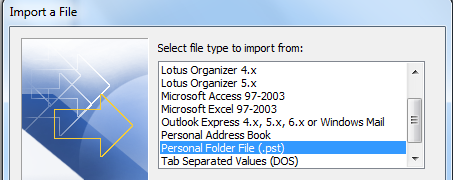 Import a File
Select file type to import from:
Lotus Organizer 4.x
Lotus Organizer 5.x
Microsoft Access 97-2003
Microsoft Excel 97-2003
Outlook Express 4.x, 5.x, 6.x or Windows Mail
Personal Address Book
Personal Folder File (.pst)
Tab Separated Values (DOS)